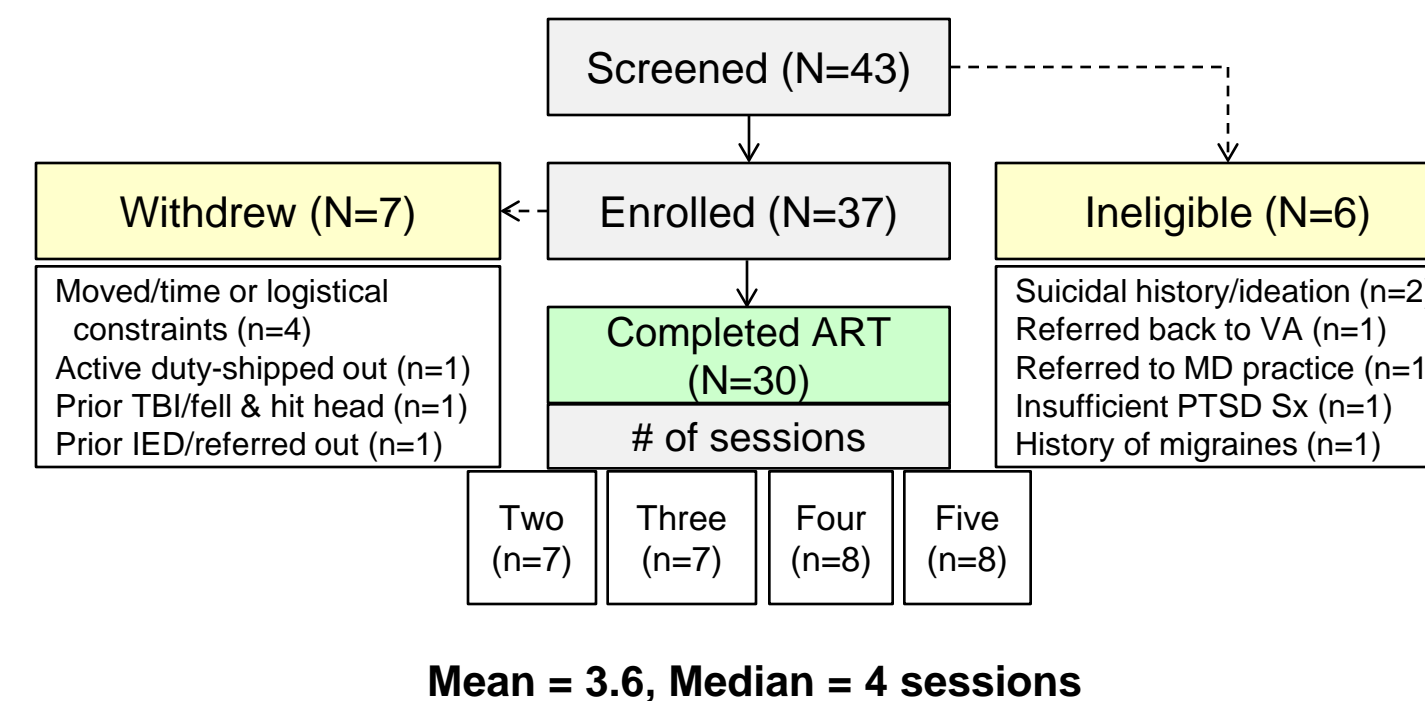 Screened (N=43)
Withdrew (N=7)
Enrolled (N=37)
Ineligible (N=6)
Moved/time or logistical
constraints (n=4)
Active duty-shipped out (n=1)
Prior TBI/fell & hit head (n=1)
Prior IED/referred out (n=1)
Completed ART
(N=30)
# of sessions
Suicidal history/ideation (n=2
Referred back to VA (n=1)
Referred to MD practice (n=1
Insufficient PTSD Sx (n=1)
History of migraines (n=1)
Two
(n=7)
Three
(n=7)
Four
(n=8)
Five
(n=8)
Mean = 3.6, Median = 4 sessions